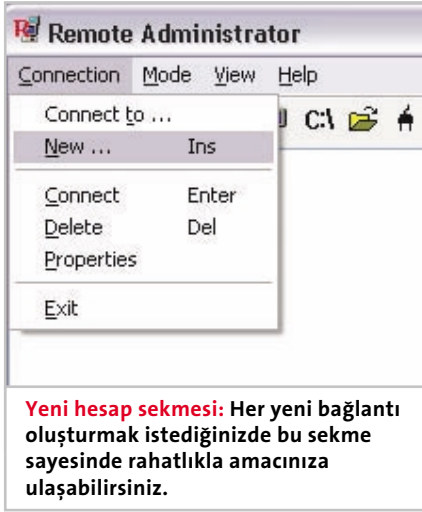 Remote Administrator
Connection Mode View Help
Connect to ...
C:\
New ... Ins
Connect Enter
Delete Del
Properties
Exit
Yeni hesap sekmesi: Her yeni bağlantı
oluşturmak istediğinizde bu sekme
sayesinde rahatlıkla amacınıza
ulaşabilirsiniz.